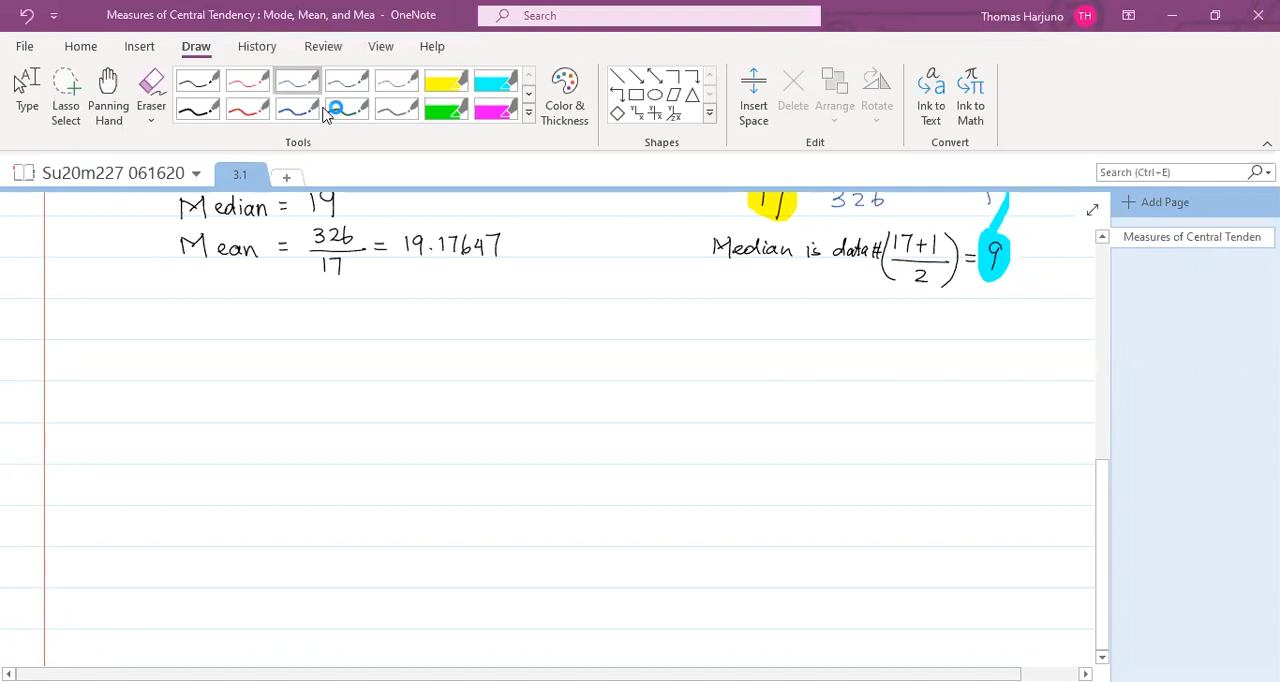 Measures of Central Tendency : Mode, Mean, and Mea - OneNote
Search
Thomas Harjuno TH
File Home Insert Draw History Review View Help
Type Lasso Select Panning Hand Eraser Color & Thickness Insert Space Delete Arrange Rotate Ink to Text Ink to Math
Tools Shapes Edit Convert
Su20m227 061620 3.1 Search (Ctrl+E)
Add Page
Measures of Central Tenden
Median = 19
17 326
Mean = 326/17 = 19.17647
Median is data#(17+1/2) = 9